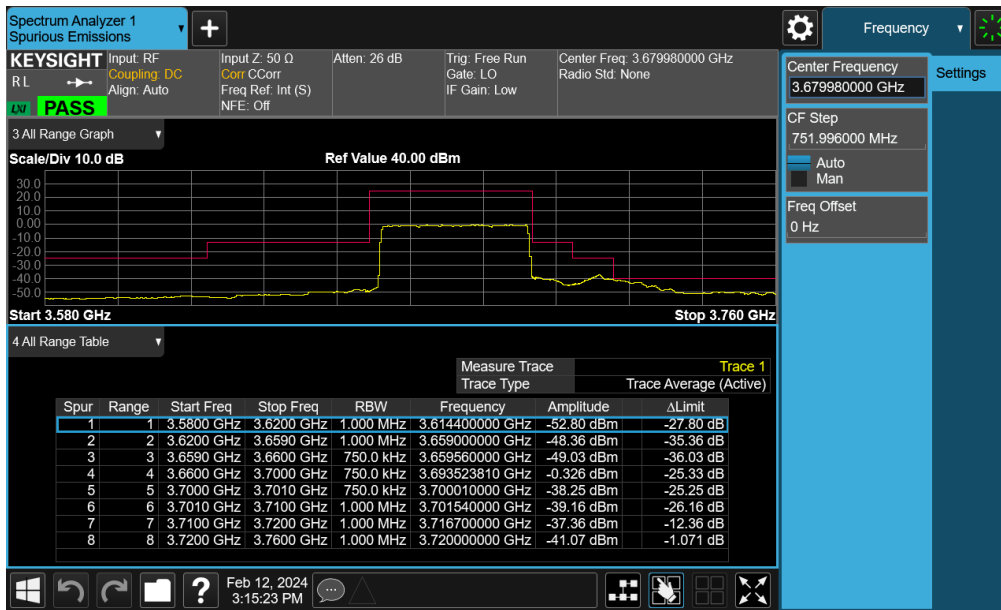 Spectrum Analyzer 1
Spurious Emissions
+
Frequency
KEYSIGHT
R L
LXI
PASS
Input: RF
Coupling: DC
Align: Auto
Input Z: 50 Ω
Corr CCorr
Freq Ref: Int (S)
NFE: Off
Atten: 26 dB
Trig: Free Run
Gate: LO
IF Gain: Low
Center Freq: 3.679980000 GHz
Radio Std: None
Center Frequency
3.679980000 GHz
Settings
CF Step
751.996000 MHz
Auto
Man
Freq Offset
0 Hz
3 All Range Graph
Scale/Div 10.0 dB
Ref Value 40.00 dBm
30.0
20.0
10.0
0.00
-10.0
-20.0
-30.0
-40.0
-50.0
Start 3.580 GHz
Stop 3.760 GHz
4 All Range Table
Measure Trace Trace 1
Trace Type Trace Average (Active)
Spur Range Start Freq Stop Freq RBW Frequency Amplitude ΔLimit
1 1 3.5800 GHz 3.6200 GHz 1.000 MHz 3.614400000 GHz -52.80 dBm -27.80 dB
2 2 3.6200 GHz 3.6590 GHz 1.000 MHz 3.659000000 GHz -48.36 dBm -35.36 dB
3 3 3.6590 GHz 3.6600 GHz 750.0 kHz 3.659560000 GHz -49.03 dBm -36.03 dB
4 4 3.6600 GHz 3.7000 GHz 750.0 kHz 3.693523810 GHz -0.326 dBm -25.33 dB
5 5 3.7000 GHz 3.7010 GHz 750.0 kHz 3.700010000 GHz -38.25 dBm -25.25 dB
6 6 3.7010 GHz 3.7100 GHz 1.000 MHz 3.701540000 GHz -39.16 dBm -26.16 dB
7 7 3.7100 GHz 3.7200 GHz 1.000 MHz 3.716700000 GHz -37.36 dBm -12.36 dB
8 8 3.7200 GHz 3.7600 GHz 1.000 MHz 3.720000000 GHz -41.07 dBm -1.071 dB
?
Feb 12, 2024
3:15:23 PM